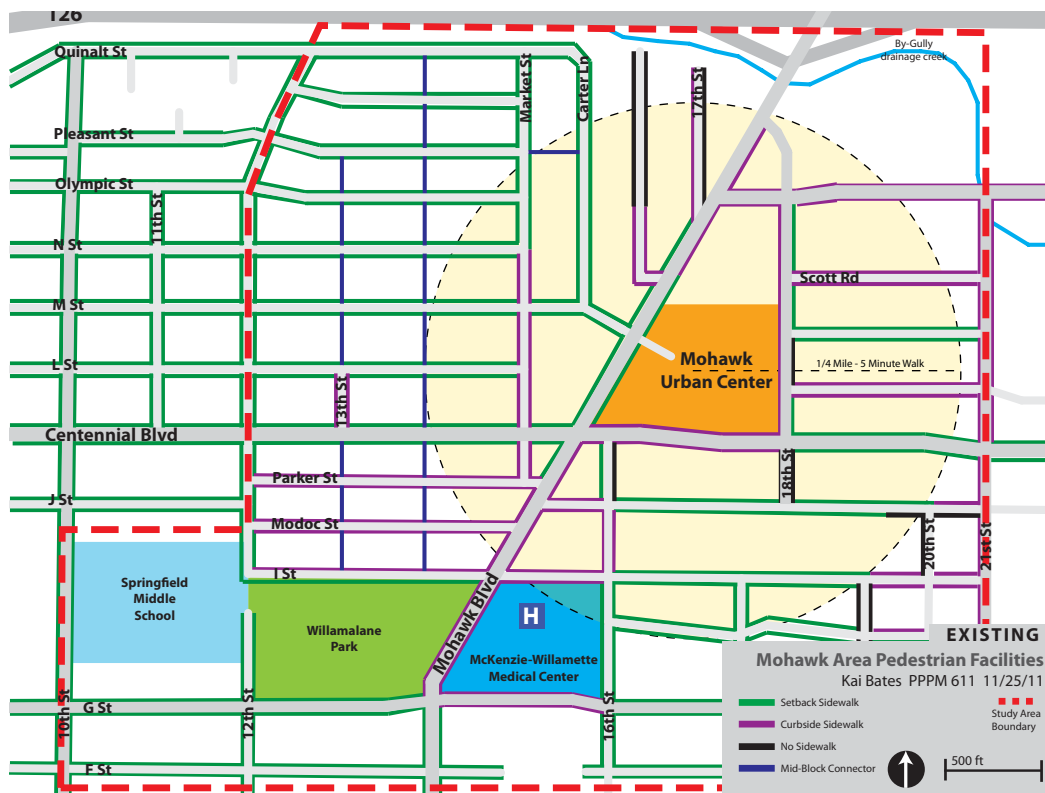 126
Quinalt St
By-Gully
drainage creek
Market St
Carter Ln
17th St
Pleasant St
Olympic St
11th St
N St
Scott Rd
M St
L St
Mohawk
Urban Center
1/4 Mile - 5 Minute Walk
13th St
Centennial Blvd
Parker St
18th St
J St
Modoc St
20th St
21st St
I St
Springfield
Middle
School
Willamalane
Park
Mohawk Blvd
H
McKenzie-Willamette
Medical Center
10th St
12th St
16th St
G St
F St
EXISTING
Mohawk Area Pedestrian Facilities
Kai Bates PPPM 611 11/25/11
Setback Sidewalk
Curbside Sidewalk
No Sidewalk
Mid-Block Connector
Study Area
Boundary
500 ft